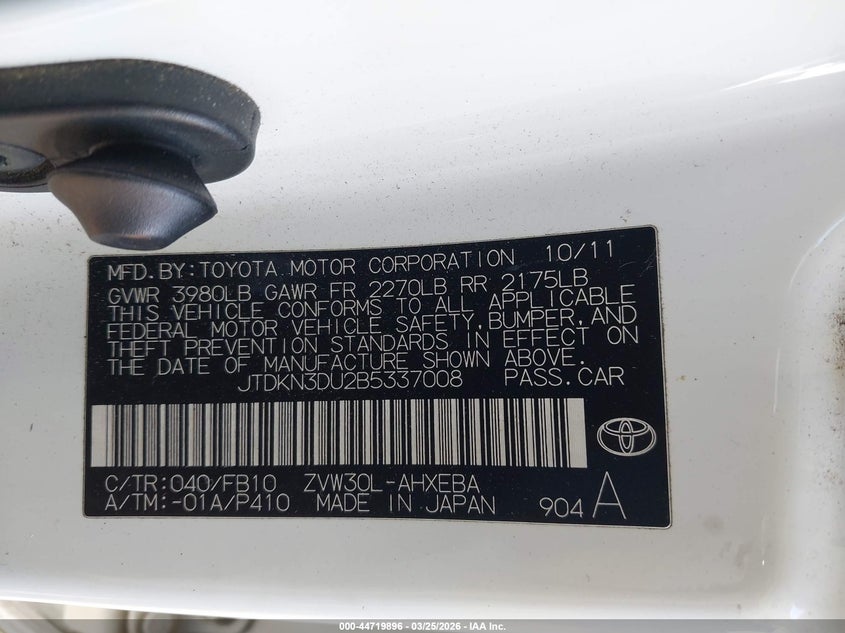 MFD.BY:TOYOTA MOTOR CORPORATION 10/11
GVWR 3980LB GAWR FR 2270LB RR 2175LB
THIS VEHICLE CONFORMS TO ALL APPLICABLE
FEDERAL MOTOR VEHICLE SAFETY,BUMPER,AND
THEFT PREVENTION STANDARDS IN EFFECT ON
THE DATE OF MANUFACTURE SHOWN ABOVE.
JTDKN3DU2B5337008 PASS.CAR
C/TR:040/FB10 ZVW30L-AHXEBA
A/TM:-01A/P410 MADE IN JAPAN 904 A
000-44719896 - 03/25/2026 - IAA Inc.